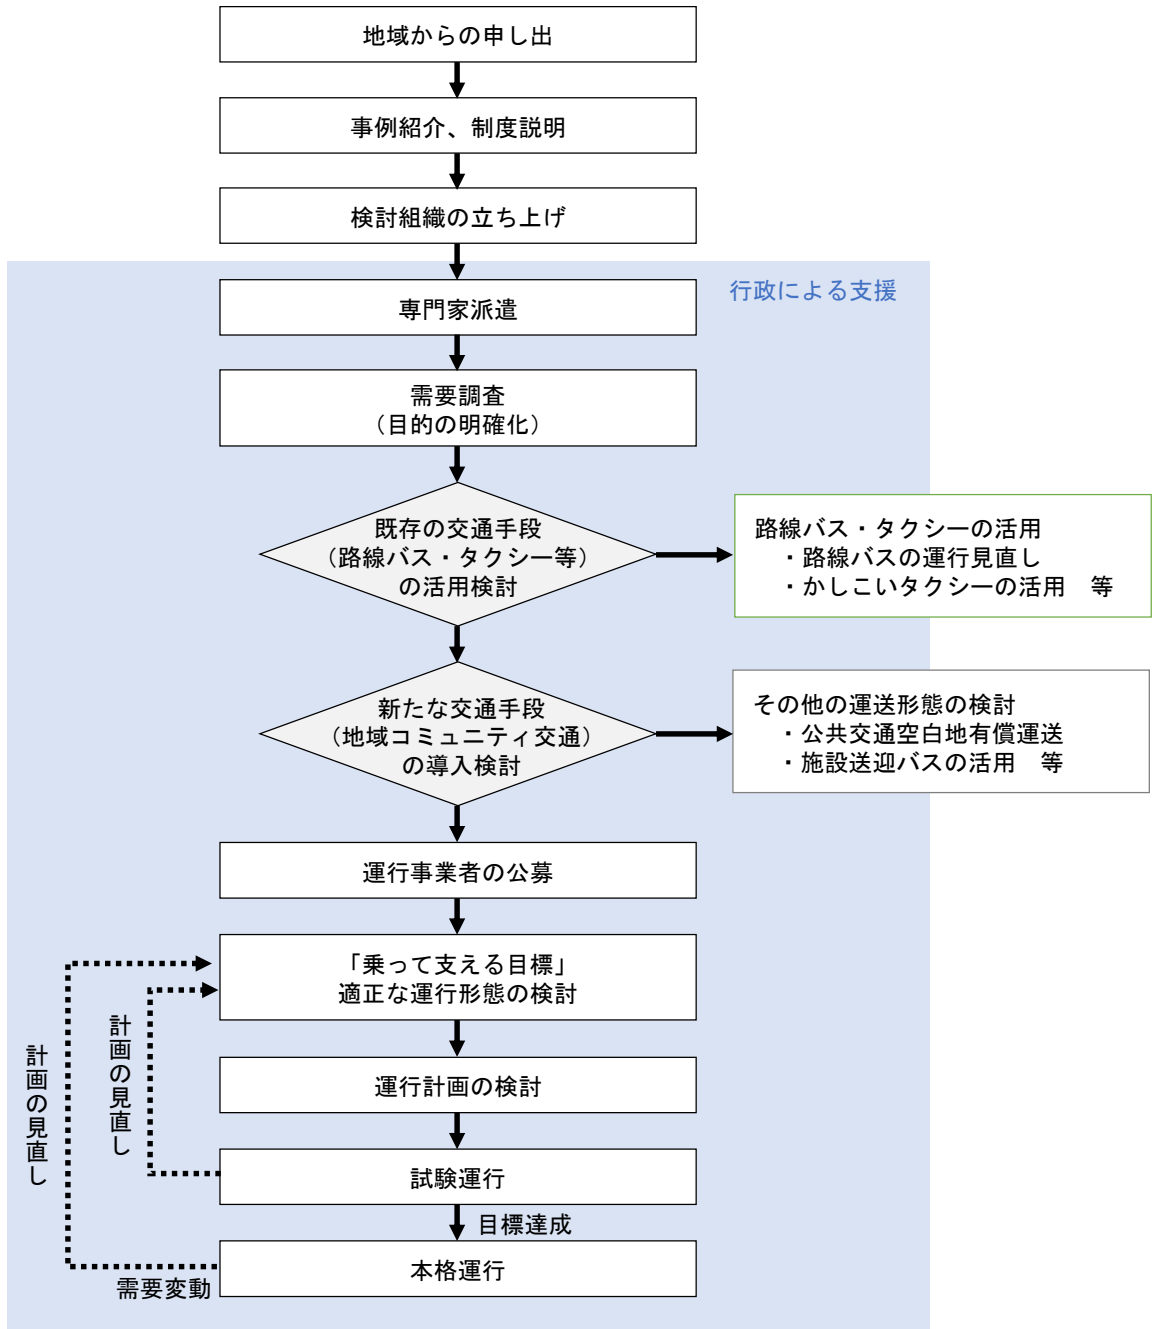 地域からの申し出
事例紹介、制度説明
検討組織の立ち上げ
行政による支援
専門家派遣
需要調査
（目的の明確化）
既存の交通手段
（路線バス・タクシー等）
の活用検討
路線バス・タクシーの活用
・路線バスの運行見直し
・かしこいタクシーの活用　等
新たな交通手段
（地域コミュニティ交通）
の導入検討
その他の運送形態の検討
・公共交通空白地有償運送
・施設送迎バスの活用　等
運行事業者の公募
「乗って支える目標」
適正な運行形態の検討
計画の見直し
計画の見直し
運行計画の検討
試験運行
目標達成
本格運行
需要変動